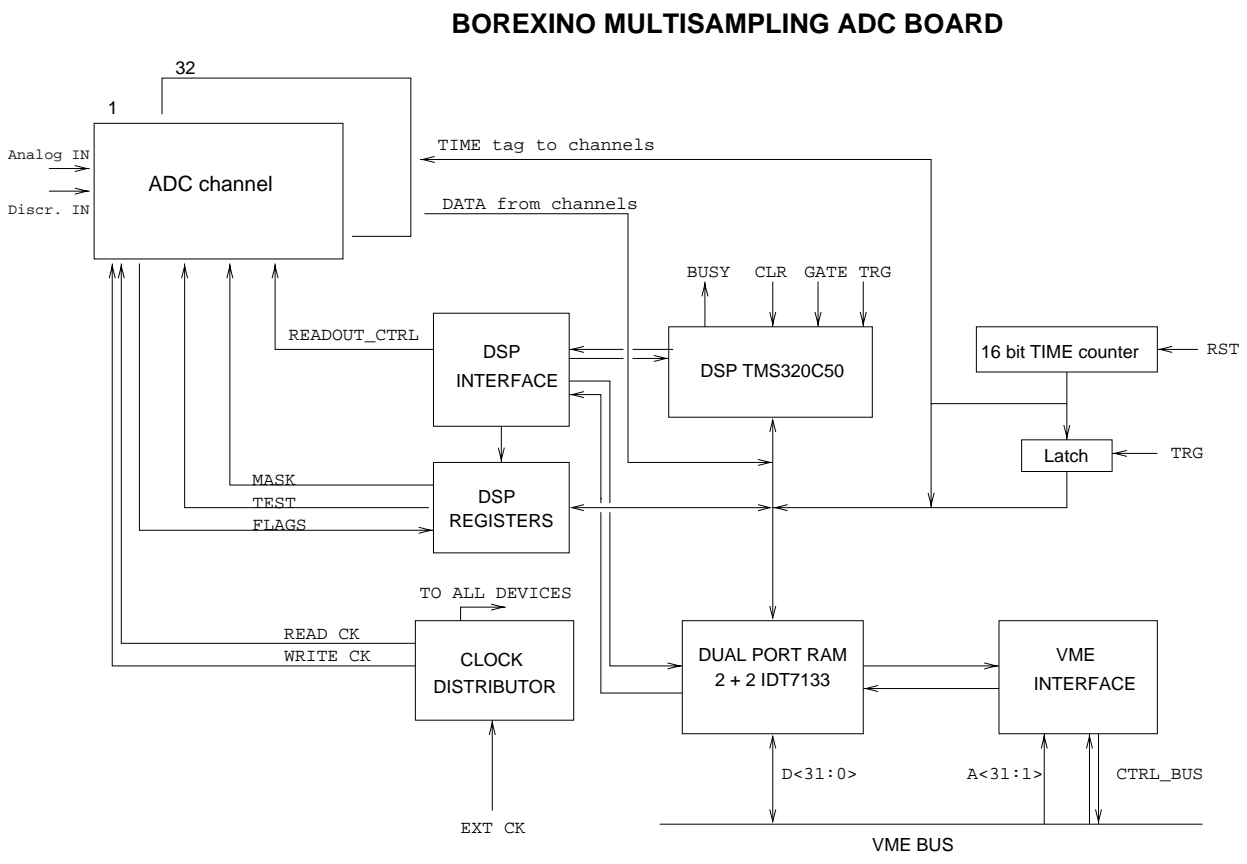 BOREXINO MULTISAMPLING ADC BOARD
32
1
Analog IN
Discr. IN
ADC channel
TIME tag to channels
DATA from channels
BUSY
CLR
GATE
TRG
READOUT_CTRL
DSP
INTERFACE
DSP TMS320C50
16 bit TIME counter
RST
Latch
TRG
MASK
TEST
FLAGS
DSP
REGISTERS
TO ALL DEVICES
READ CK
WRITE CK
CLOCK
DISTRIBUTOR
DUAL PORT RAM
2 + 2 IDT7133
VME
INTERFACE
D<31:0>
A<31:1>
CTRL_BUS
EXT CK
VME BUS